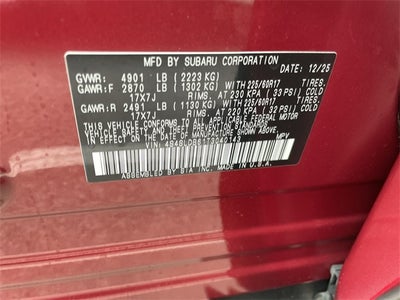 MFD BY SUBARU CORPORATION DATE: 12/25
GVWR: 4901 LB (2223 KG)
GAWR:F 2870 LB (1302 KG) WITH 225/60R17 TIRES.
17X7J RIMS. AT 230 KPA ( 33 PSI) COLD
GAWR:R 2491 LB (1130 KG) WITH 225/60R17 TIRES.
17X7J RIMS. AT 220 KPA ( 32 PSI) COLD
THIS VEHICLE CONFORMS TO ALL APPLICABLE U.S. FEDERAL MOTOR
VEHICLE SAFETY AND THEFT PREVENTION STANDARDS
IN EFFECT ON THE DATE OF MANUFACTURE SHOWN ABOVE.
VIN: MPV
ASSEMBLED BY SIA, INC. MADE IN U.S.A.